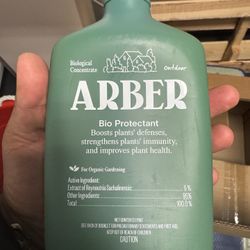 Biological
Concentrate
Outdoor
ARBER
Bio Protectant
Boosts plants' defenses,
strengthens plants' immunity,
and improves plant health.
For Organic Gardening
Active Ingredient:
Extract of Reynoutria Sachalinensis: 5%
Other Ingredients: 95%
Total: 100.0%
KEEP OUT OF REACH OF CHILDREN
CAUTION